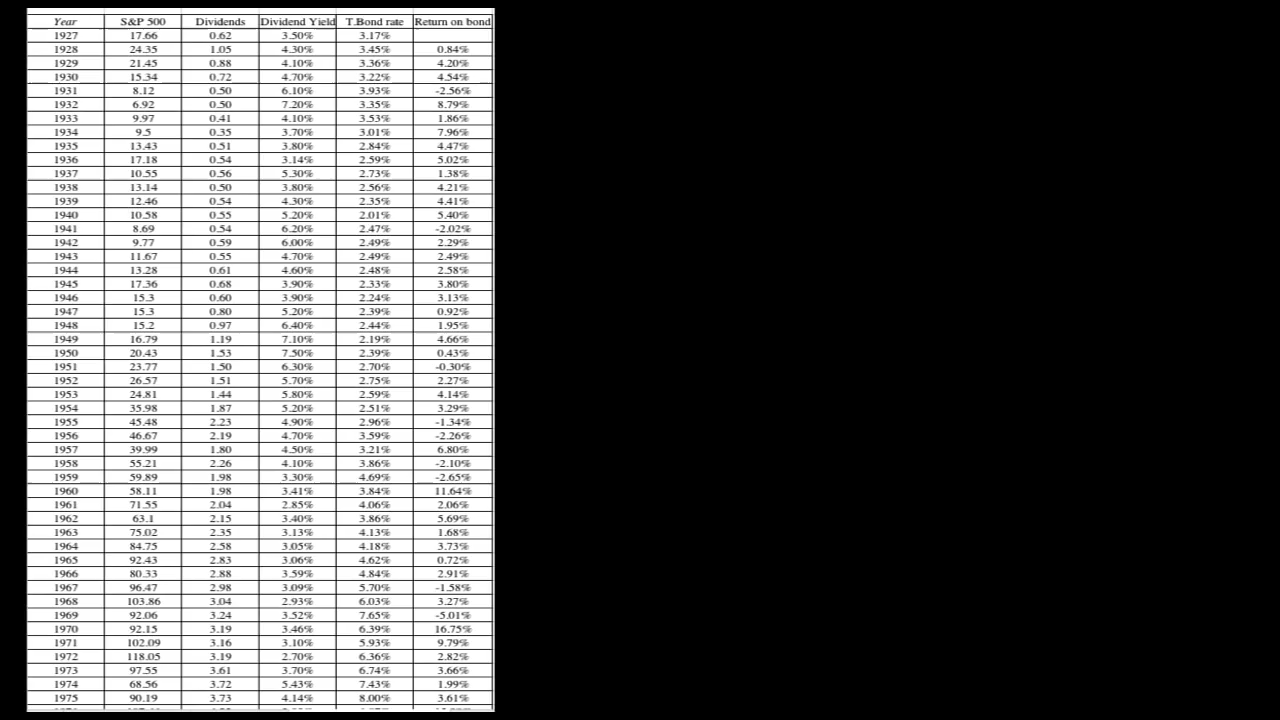 Year S&P 500 Dividends Dividend Yield T.Bond rate Return on bond
1927 17.66 0.62 3.50% 3.17%
1928 24.35 1.05 4.30% 3.45% 0.84%
1929 21.45 0.88 4.10% 3.36% 4.20%
1930 15.34 0.72 4.70% 3.22% 4.54%
1931 8.12 0.50 6.10% 3.93% -2.56%
1932 6.92 0.50 7.20% 3.35% 8.79%
1933 9.97 0.41 4.10% 3.53% 1.86%
1934 9.5 0.35 3.70% 3.01% 7.96%
1935 13.43 0.51 3.80% 2.84% 4.47%
1936 17.18 0.54 3.14% 2.59% 5.02%
1937 10.55 0.56 5.30% 2.73% 1.38%
1938 13.14 0.50 3.80% 2.56% 4.21%
1939 12.46 0.54 4.30% 2.35% 4.41%
1940 10.58 0.55 5.20% 2.01% 5.40%
1941 8.69 0.54 6.20% 2.47% -2.02%
1942 9.77 0.59 6.00% 2.49% 2.29%
1943 11.67 0.55 4.70% 2.49% 2.49%
1944 13.28 0.61 4.60% 2.48% 2.58%
1945 17.36 0.68 3.90% 2.33% 3.80%
1946 15.3 0.60 3.90% 2.24% 3.13%
1947 15.3 0.80 5.20% 2.39% 0.92%
1948 15.2 0.97 6.40% 2.44% 1.95%
1949 16.79 1.19 7.10% 2.19% 4.66%
1950 20.43 1.53 7.50% 2.39% 0.43%
1951 23.77 1.50 6.30% 2.70% -0.30%
1952 26.57 1.51 5.70% 2.75% 2.27%
1953 24.81 1.44 5.80% 2.59% 4.14%
1954 35.98 1.87 5.20% 2.51% 3.29%
1955 45.48 2.23 4.90% 2.96% -1.34%
1956 46.67 2.19 4.70% 3.59% -2.26%
1957 39.99 1.80 4.50% 3.21% 6.80%
1958 55.21 2.26 4.10% 3.86% -2.10%
1959 59.89 1.98 3.30% 4.69% -2.65%
1960 58.11 1.98 3.41% 3.84% 11.64%
1961 71.55 2.04 2.85% 4.06% 2.06%
1962 63.1 2.15 3.40% 3.86% 5.69%
1963 75.02 2.35 3.13% 4.13% 1.68%
1964 84.75 2.58 3.05% 4.18% 3.73%
1965 92.43 2.83 3.06% 4.62% 0.72%
1966 80.33 2.88 3.59% 4.84% 2.91%
1967 96.47 2.98 3.09% 5.70% -1.58%
1968 103.86 3.04 2.93% 6.03% 3.27%
1969 92.06 3.24 3.52% 7.65% -5.01%
1970 92.15 3.19 3.46% 6.39% 16.75%
1971 102.09 3.16 3.10% 5.93% 9.79%
1972 118.05 3.19 2.70% 6.36% 2.82%
1973 97.55 3.61 3.70% 6.74% 3.66%
1974 68.56 3.72 5.43% 7.43% 1.99%
1975 90.19 3.73 4.14% 8.00% 3.61%